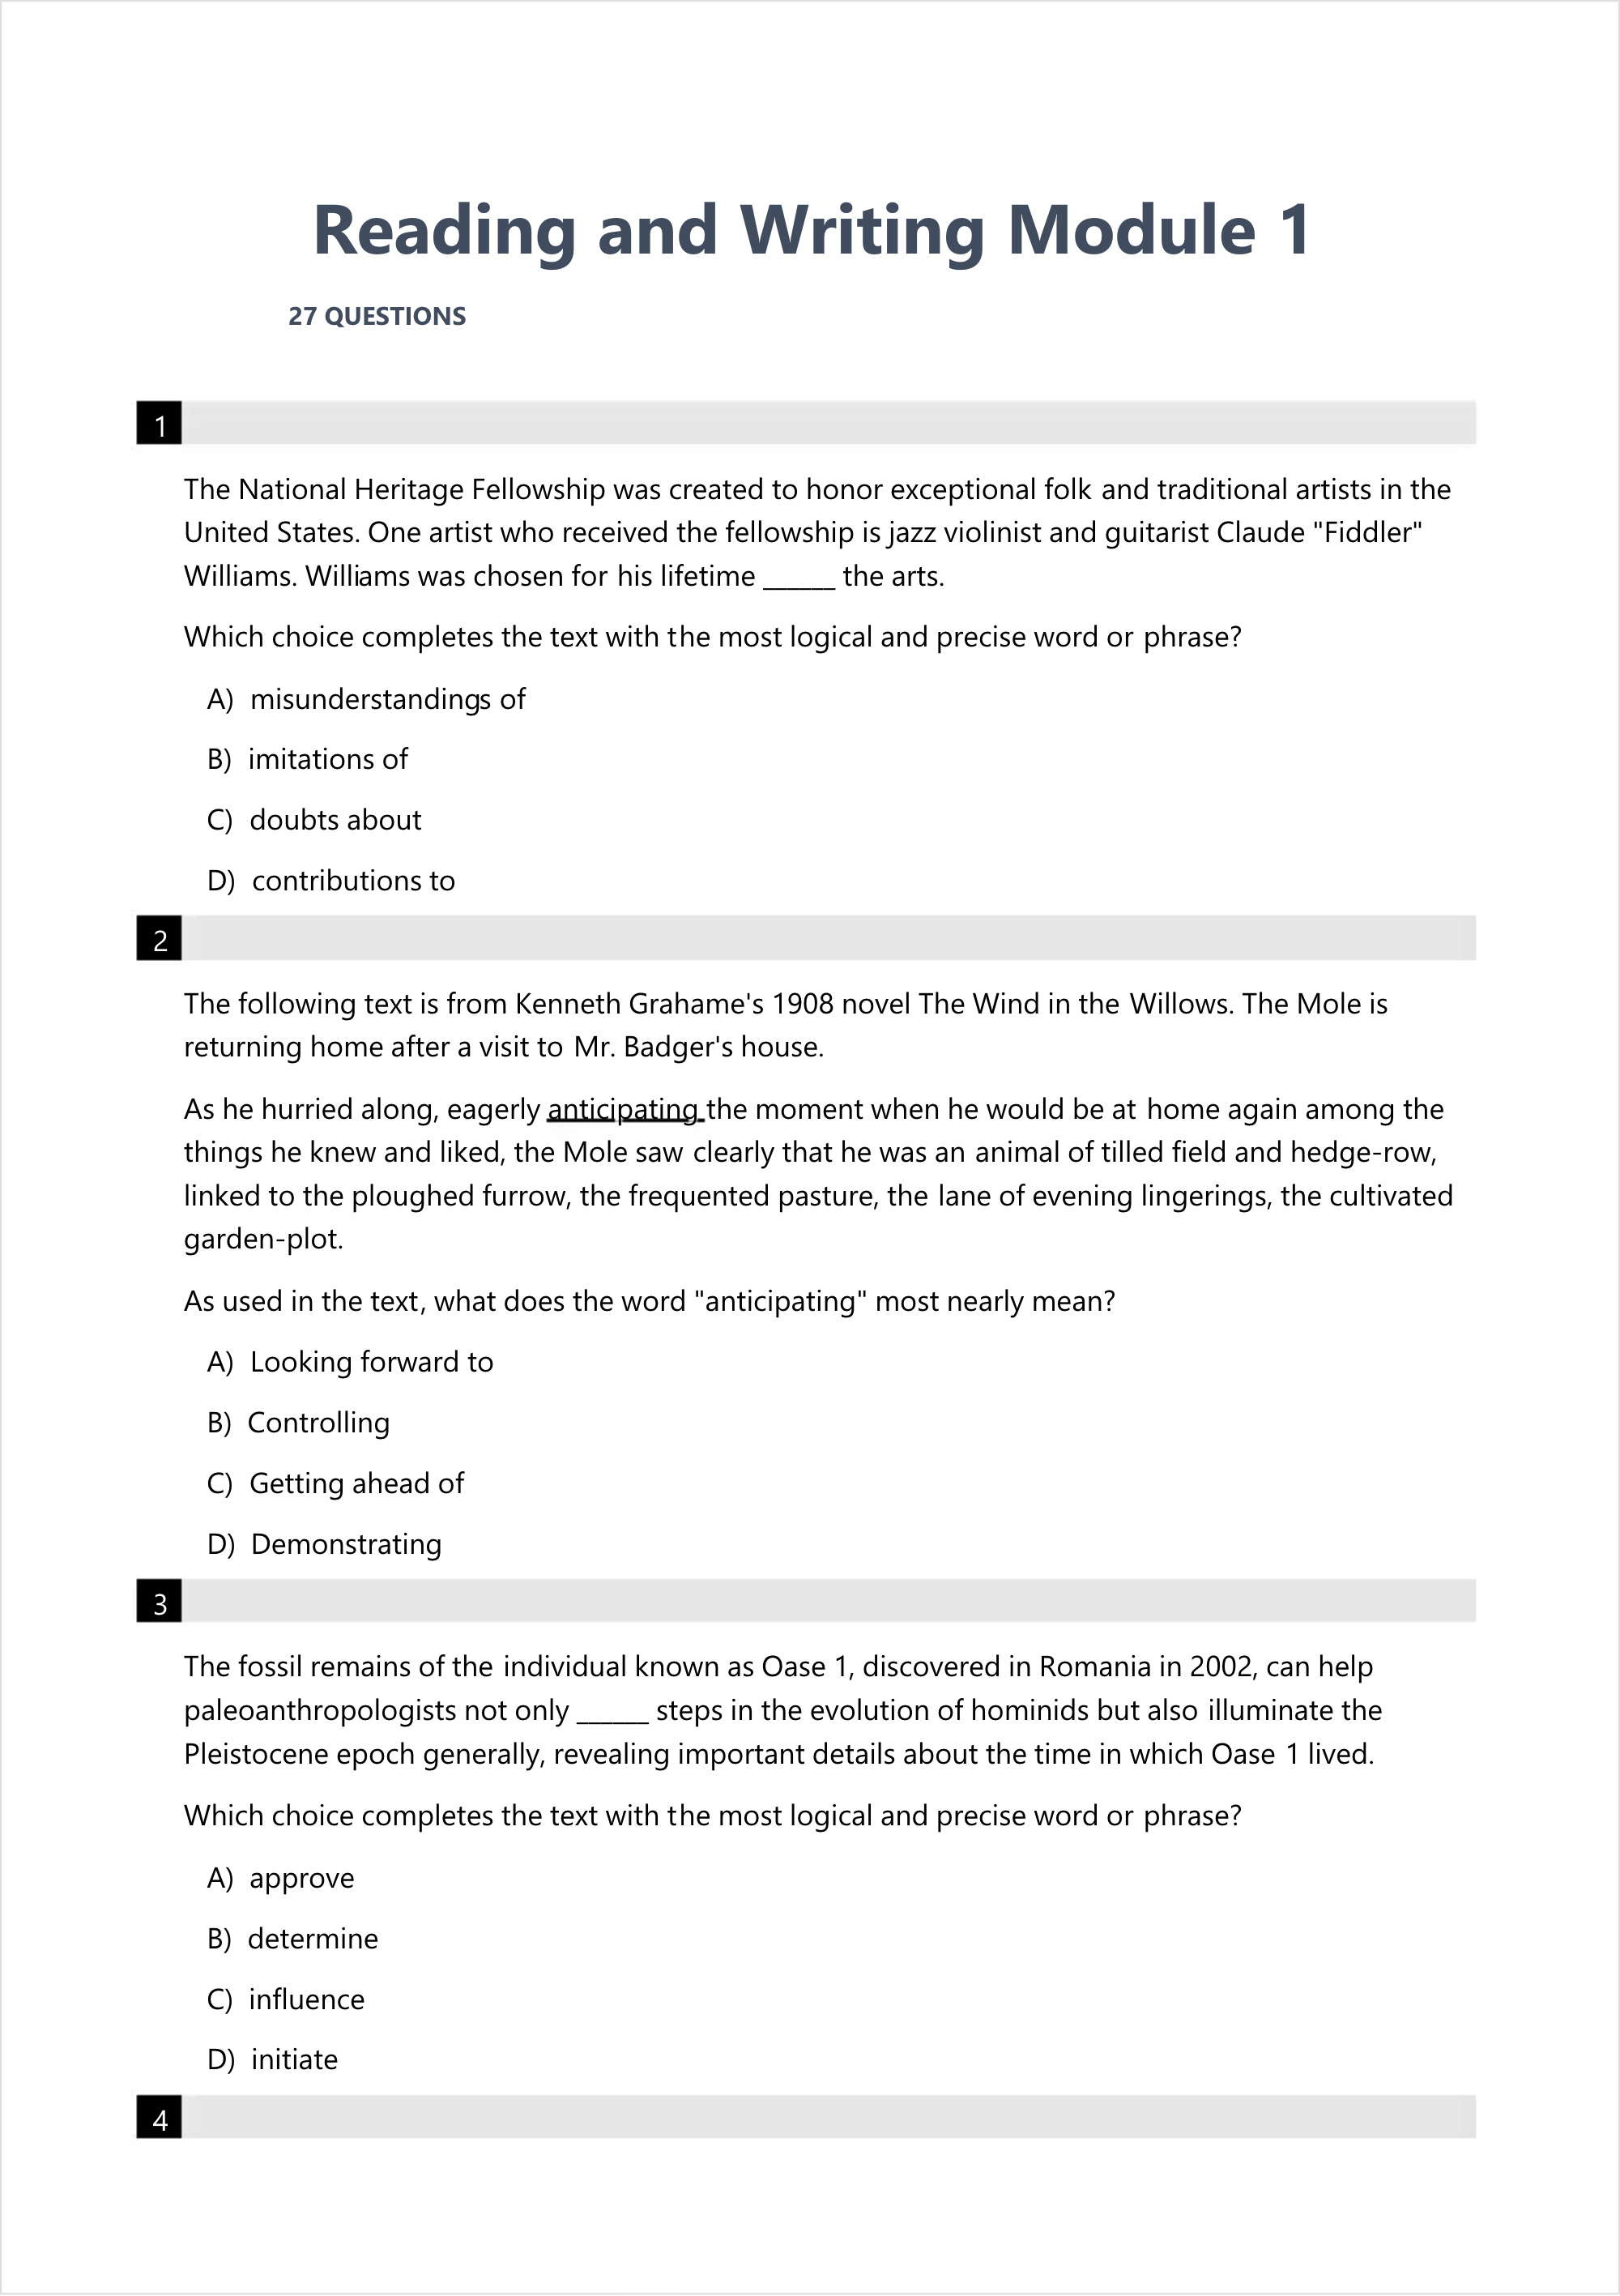 Reading and Writing Module 1
27 QUESTIONS
1
The National Heritage Fellowship was created to honor exceptional folk and traditional artists in the
United States. One artist who received the fellowship is jazz violinist and guitarist Claude "Fiddler"
Williams. Williams was chosen for his lifetime ______ the arts.
Which choice completes the text with the most logical and precise word or phrase?
A) misunderstandings of
B) imitations of
C) doubts about
D) contributions to
2
The following text is from Kenneth Grahame's 1908 novel The Wind in the Willows. The Mole is
returning home after a visit to Mr. Badger's house.
As he hurried along, eagerly anticipating the moment when he would be at home again among the
things he knew and liked, the Mole saw clearly that he was an animal of tilled field and hedge-row,
linked to the ploughed furrow, the frequented pasture, the lane of evening lingerings, the cultivated
garden-plot.
As used in the text, what does the word "anticipating" most nearly mean?
A) Looking forward to
B) Controlling
C) Getting ahead of
D) Demonstrating
3
The fossil remains of the individual known as Oase 1, discovered in Romania in 2002, can help
paleoanthropologists not only ______ steps in the evolution of hominids but also illuminate the
Pleistocene epoch generally, revealing important details about the time in which Oase 1 lived.
Which choice completes the text with the most logical and precise word or phrase?
A) approve
B) determine
C) influence
D) initiate
4